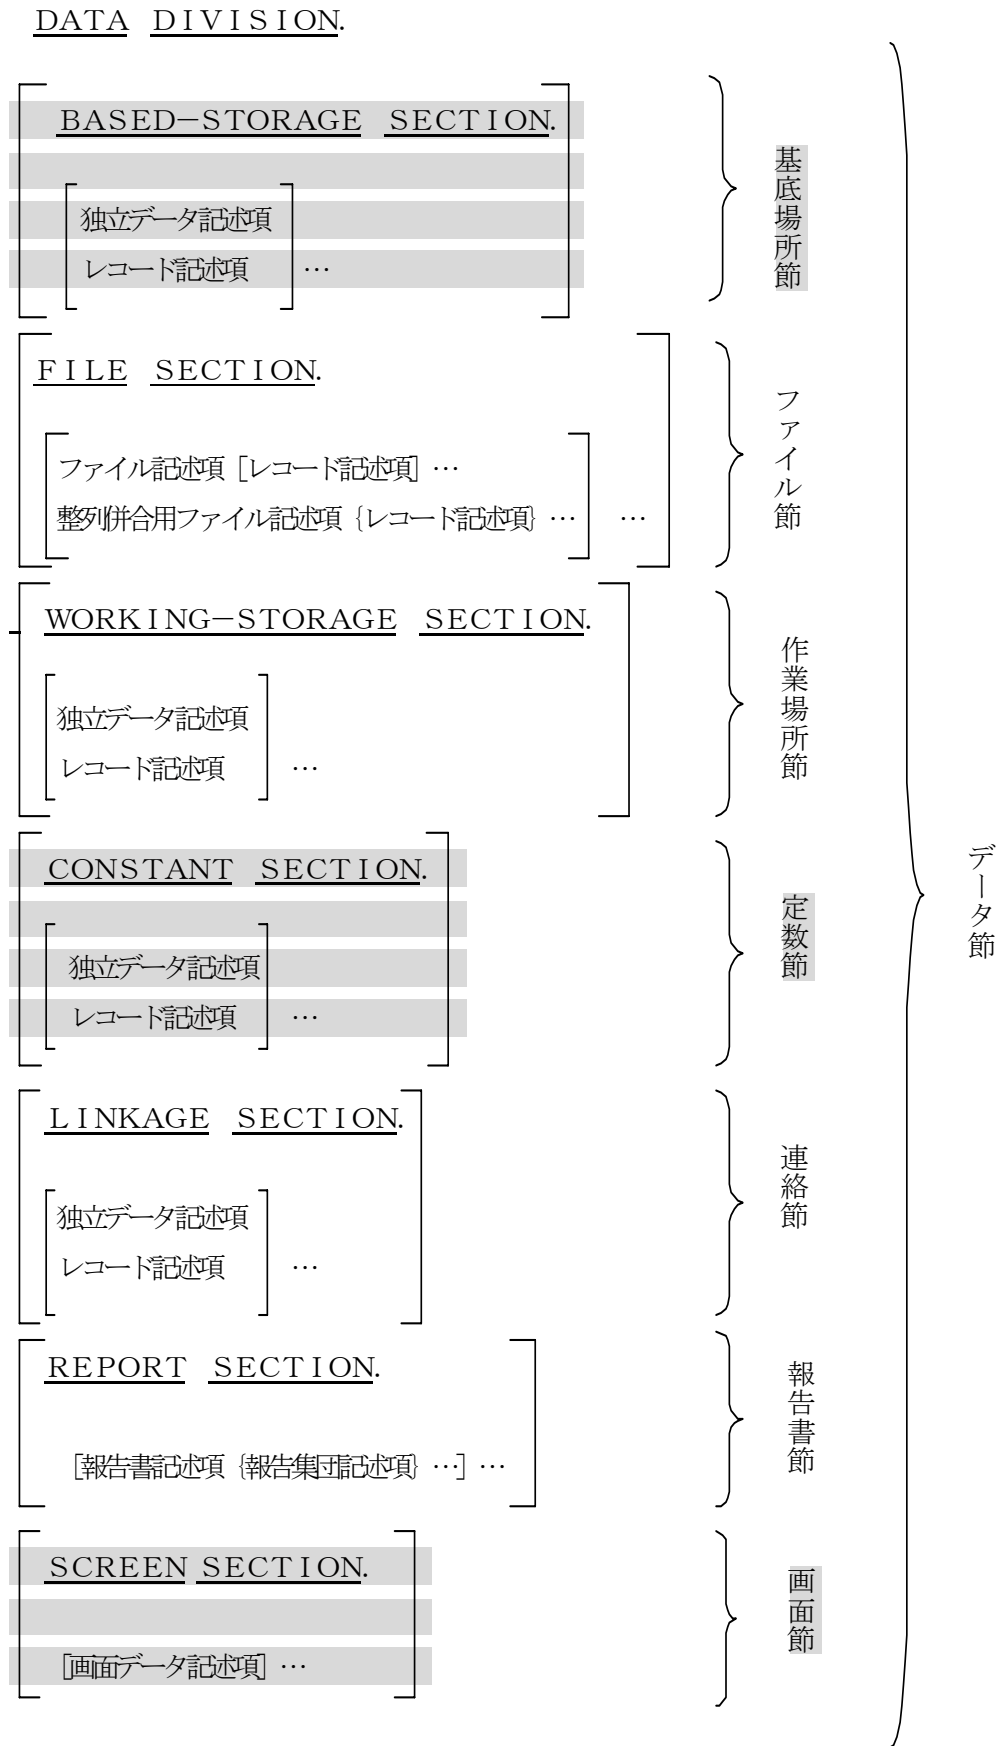 DATA DIVISION.
BASED－STORAGE SECTION.
独立データ記述項
レコード記述項 …
基底場所節
FILE SECTION.
ファイル記述項 [レコード記述項] …
整列併合用ファイル記述項 {レコード記述項} … …
ファイル節
WORKING－STORAGE SECTION.
独立データ記述項
レコード記述項 …
作業場所節
CONSTANT SECTION.
独立データ記述項
レコード記述項 …
定数節
LINKAGE SECTION.
独立データ記述項
レコード記述項 …
連絡節
REPORT SECTION.
[報告書記述項 {報告集団記述項} …] …
報告書節
SCREEN SECTION.
[画面データ記述項] …
画面節
データ節